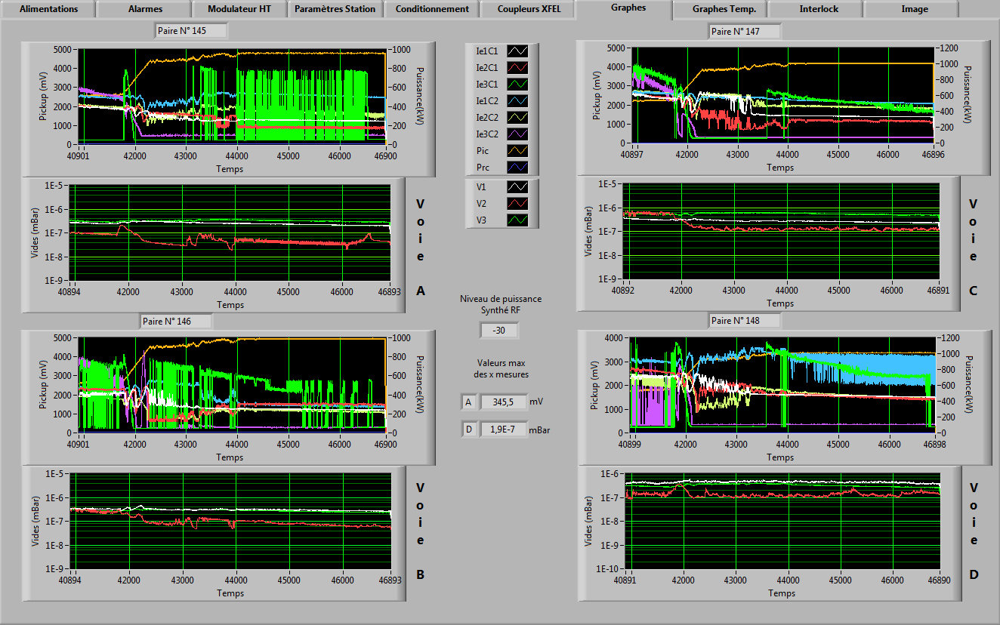 Alimentations Alarmes Modulateur HT Paramètres Station Conditionnement Coupleurs XFEL Graphes Graphes Temp. Interlock Image
Paire N° 145
Pickup (mV)
5000
4000
3000
2000
1000
0
1000
800
600
400
200
0
Puissance(kW)
40901 42000 43000 44000 45000 46000 46900
Temps
Vides (mBar)
1E-5
1E-6
1E-7
1E-8
1E-9
40894 42000 43000 44000 45000 46000 46893
Temps
Voie
A
Paire N° 146
Pickup (mV)
5000
4000
3000
2000
1000
0
1000
800
600
400
200
0
Puissance(kW)
40901 42000 43000 44000 45000 46000 46900
Temps
Vides (mBar)
1E-5
1E-6
1E-7
1E-8
1E-9
40894 42000 43000 44000 45000 46000 46893
Temps
Voie
B
Ie1C1
Ie2C1
Ie3C1
Ie1C2
Ie2C2
Ie3C2
Pic
Prc
V1
V2
V3
Niveau de puissance
Synthé RF
-30
Valeurs max
des x mesures
A 345,5 mV
D 1,9E-7 mBar
Paire N° 147
Pickup (mV)
5000
4000
3000
2000
1000
0
1200
1000
800
600
400
200
0
Puissance(kW)
40897 42000 43000 44000 45000 46000 46896
Temps
Vides (mBar)
1E-5
1E-6
1E-7
1E-8
1E-9
40892 42000 43000 44000 45000 46000 46891
Temps
Voie
C
Paire N° 148
Pickup (mV)
4000
3000
2000
1000
0
1200
1000
800
600
400
200
0
Puissance(kW)
40899 42000 43000 44000 45000 46000 46898
Temps
Vides (mBar)
1E-6
1E-7
1E-8
1E-9
1E-10
40891 42000 43000 44000 45000 46000 46890
Temps
Voie
D